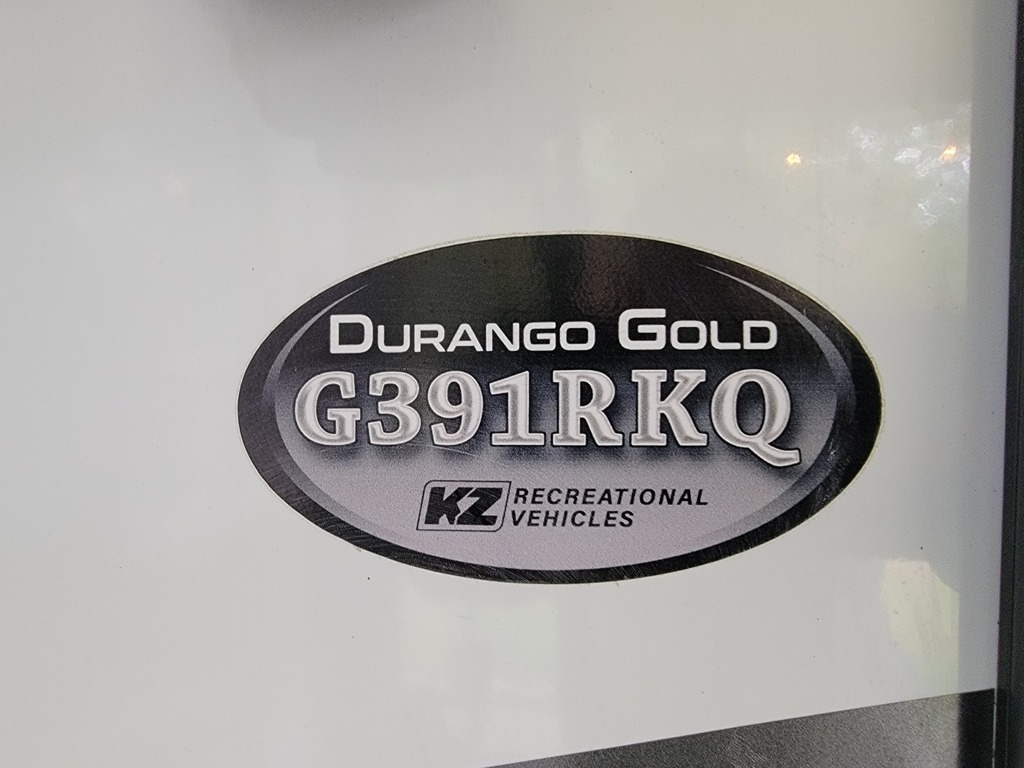 DURANGO GOLD
G391RKQ
KZ RECREATIONAL
VEHICLES